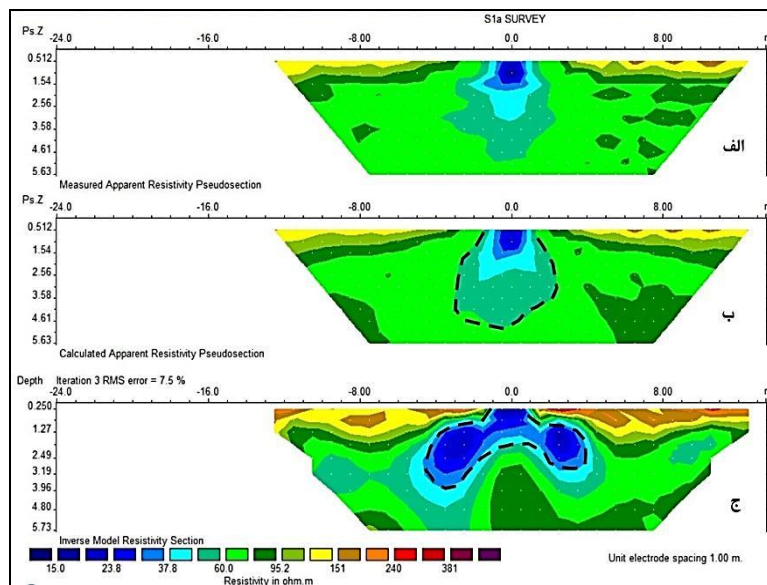 S1a SURVEY
Ps.Z
-24.0 -16.0 -8.00 0.0 8.00
0.512
1.54
2.56
3.58
4.61
5.63
الف
Measured Apparent Resistivity Pseudosection
Ps.Z
-24.0 -16.0 -8.00 0.0 8.00
0.512
1.54
2.56
3.58
4.61
5.63
ب
Calculated Apparent Resistivity Pseudosection
Depth Iteration 3 RMS error = 7.5 %
-24.0 -16.0 -8.00 0.0 8.00
0.250
1.27
2.49
3.19
3.96
4.80
5.73
ج
Inverse Model Resistivity Section
15.0 23.8 37.8 60.0 95.2 151 240 381
Resistivity in ohm.m
Unit electrode spacing 1.00 m.